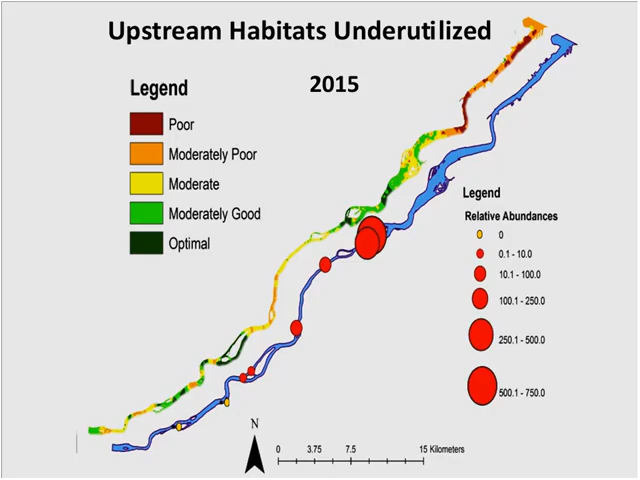 Upstream Habitats Underutilized
2015
Legend
Poor
Moderately Poor
Moderate
Moderately Good
Optimal
Legend
Relative Abundances
0
0.1 - 10.0
10.1 - 100.0
100.1 - 250.0
250.1 - 500.0
500.1 - 750.0
N
0 3.75 7.5 15 Kilometers